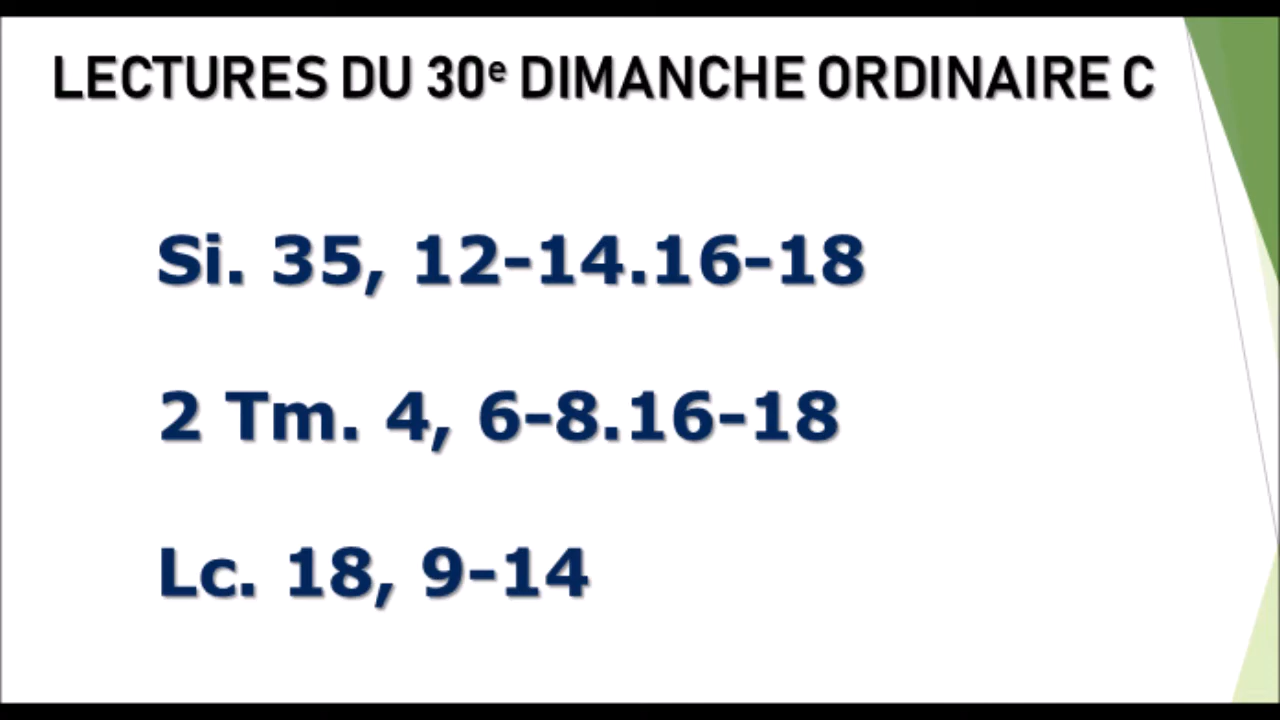 LECTURES DU 30e DIMANCHE ORDINAIRE C
Si. 35, 12-14.16-18
2 Tm. 4, 6-8.16-18
Lc. 18, 9-14